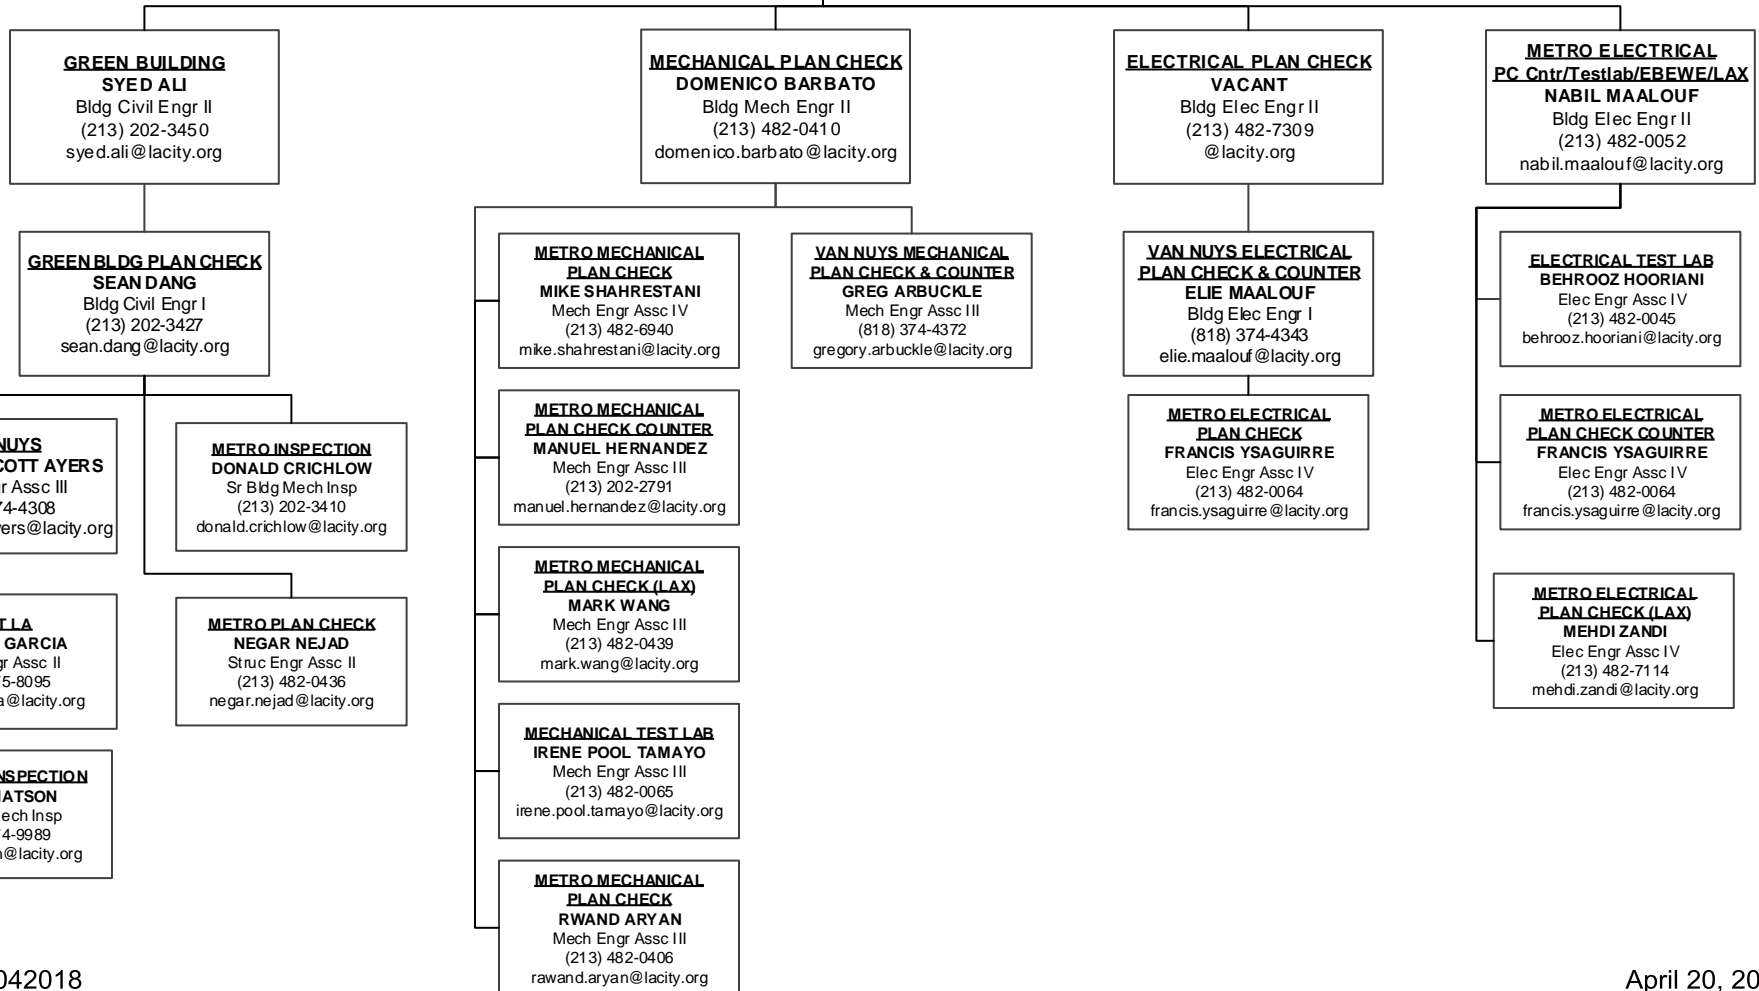 GREEN BUILDING
SYED ALI
Bldg Civil Engr II
(213) 202-3450
syed.ali@lacity.org
MECHANICAL PLAN CHECK
DOMENICO BARBATO
Bldg Mech Engr II
(213) 482-0410
domenico.barbato@lacity.org
ELECTRICAL PLAN CHECK
VACANT
Bldg Elec Engr II
(213) 482-7309
@lacity.org
METRO ELECTRICAL
PC Cntr/Testlab/EBEWE/LAX
NABIL MAALOUF
Bldg Elec Engr II
(213) 482-0052
nabil.maalouf@lacity.org
GREEN BLDG PLAN CHECK
SEAN DANG
Bldg Civil Engr I
(213) 202-3427
sean.dang@lacity.org
METRO MECHANICAL
PLAN CHECK
MIKE SHAHRESTANI
Mech Engr Assc IV
(213) 482-6940
mike.shahrestani@lacity.org
VAN NUYS MECHANICAL
PLAN CHECK & COUNTER
GREG ARBUCKLE
Mech Engr Assc III
(818) 374-4372
gregory.arbuckle@lacity.org
VAN NUYS ELECTRICAL
PLAN CHECK & COUNTER
ELIE MAALOUF
Bldg Elec Engr I
(818) 374-4343
elie.maalouf@lacity.org
ELECTRICAL TEST LAB
BEHROOZ HOORIANI
Elec Engr Assc IV
(213) 482-0045
behrooz.hooriani@lacity.org
NUYS
COTT AYERS
r Assc III
74-4308
yers@lacity.org
METRO INSPECTION
DONALD CRICHLOW
Sr Bldg Mech Insp
(213) 202-3410
donald.crichlow@lacity.org
METRO MECHANICAL
PLAN CHECK COUNTER
MANUEL HERNANDEZ
Mech Engr Assc III
(213) 202-2791
manuel.hernandez@lacity.org
METRO ELECTRICAL
PLAN CHECK
FRANCIS YSAGUIRRE
Elec Engr Assc IV
(213) 482-0064
francis.ysaguirre@lacity.org
METRO ELECTRICAL
PLAN CHECK COUNTER
FRANCIS YSAGUIRRE
Elec Engr Assc IV
(213) 482-0064
francis.ysaguirre@lacity.org
T LA
GARCIA
gr Assc II
5-8095
a@lacity.org
METRO PLAN CHECK
NEGAR NEJAD
Struc Engr Assc II
(213) 482-0436
negar.nejad@lacity.org
METRO MECHANICAL
PLAN CHECK (LAX)
MARK WANG
Mech Engr Assc III
(213) 482-0439
mark.wang@lacity.org
METRO ELECTRICAL
PLAN CHECK (LAX)
MEHDI ZANDI
Elec Engr Assc IV
(213) 482-7114
mehdi.zandi@lacity.org
NSPECTION
ATSON
ech Insp
4-9989
@lacity.org
MECHANICAL TEST LAB
IRENE POOL TAMAYO
Mech Engr Assc III
(213) 482-0065
irene.pool.tamayo@lacity.org
METRO MECHANICAL
PLAN CHECK
RWAND ARYAN
Mech Engr Assc III
(213) 482-0406
rawand.aryan@lacity.org
042018
April 20, 20